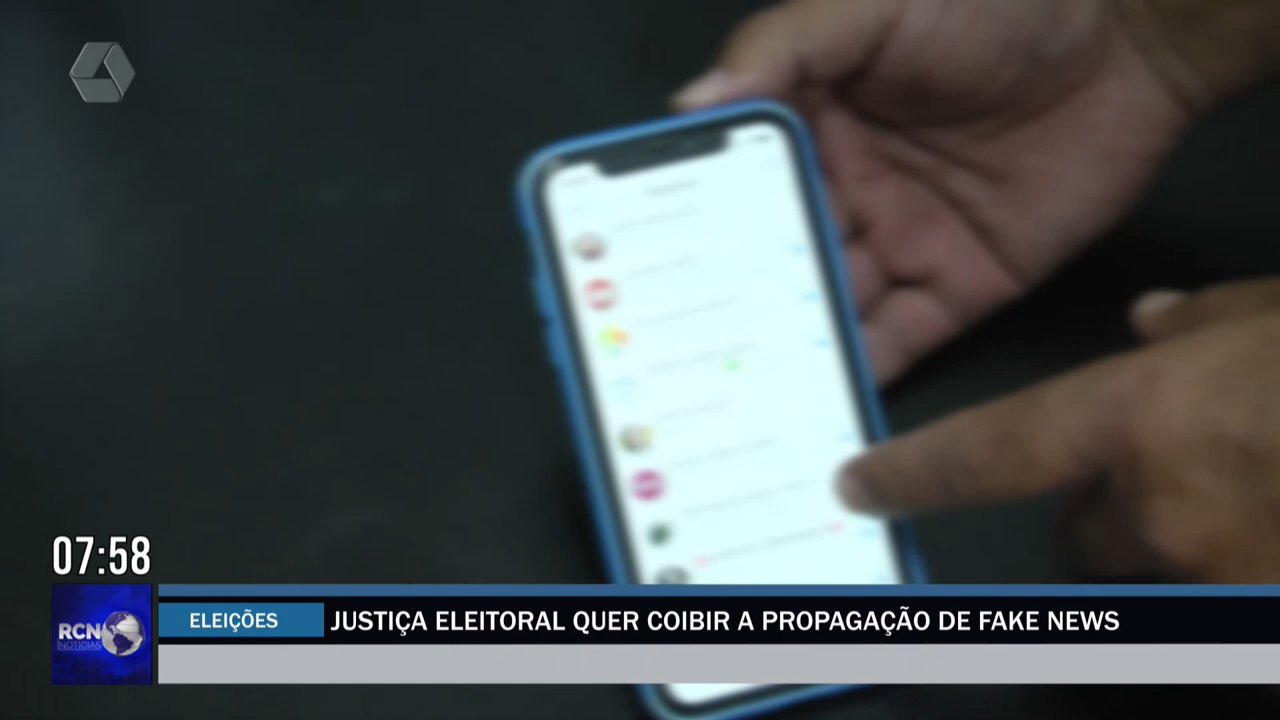 07:58
RCN
NOTÍCIAS
ELEIÇÕES
JUSTIÇA ELEITORAL QUER COIBIR A PROPAGAÇÃO DE FAKE NEWS